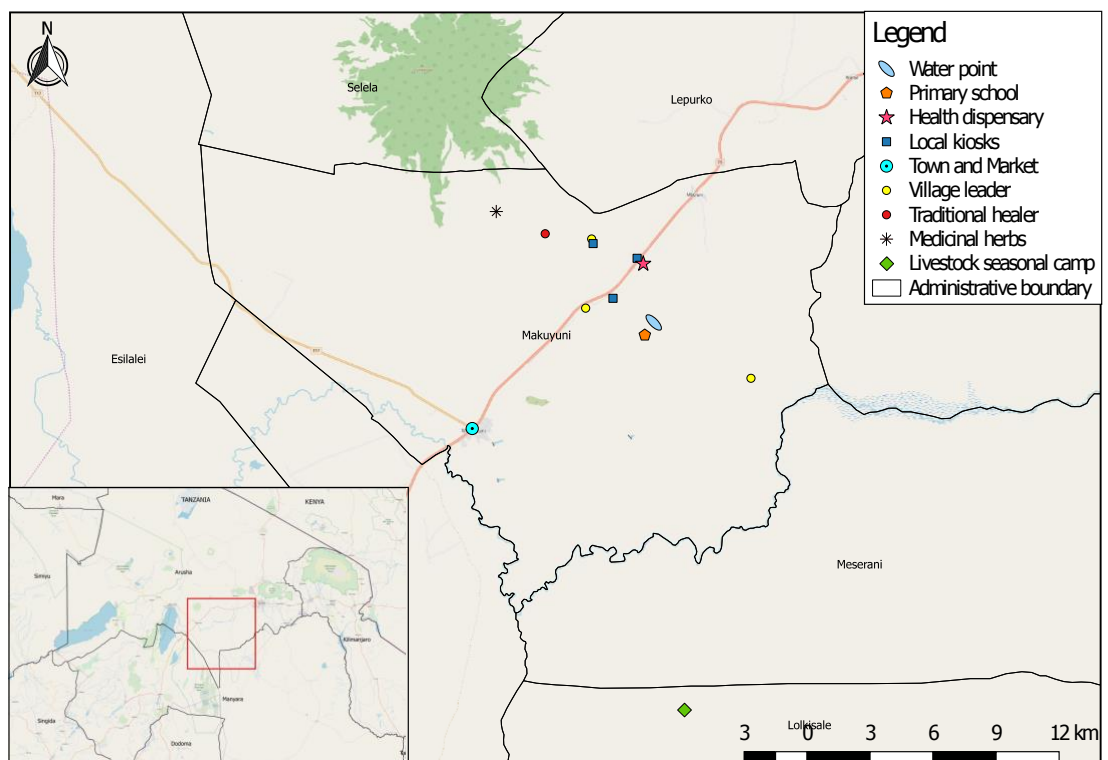 N
Selela
Lepurko
Makuyuni
Esilalei
Meserani
Lolkisale
Legend
Water point
Primary school
Health dispensary
Local kiosks
Town and Market
Village leader
Traditional healer
Medicinal herbs
Livestock seasonal camp
Administrative boundary
Mara
TANZANIA
KENYA
Simiyu
Arusha
Kilimanjaro
Manyara
Singida
Dodoma
3 0 3 6 9 12 km